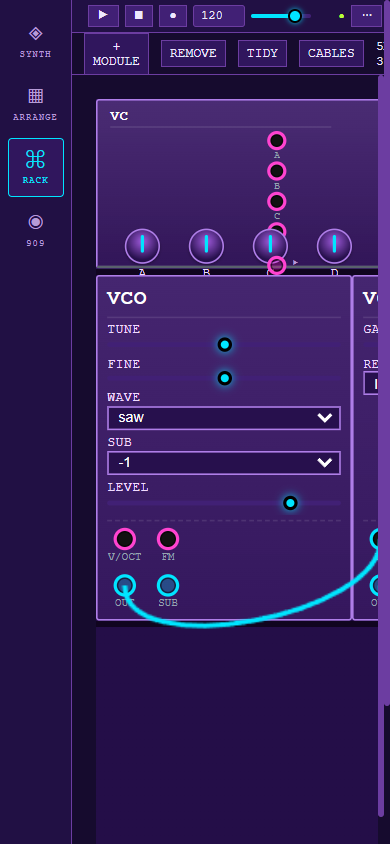 120
...
SYNTH
ARRANGE
RACK
909
+
MODULE
REMOVE
TIDY
CABLES
VC
A
B
C
A
B
D
VCO
TUNE
FINE
WAVE
saw
SUB
-1
LEVEL
V/OCT
FM
OUT
SUB